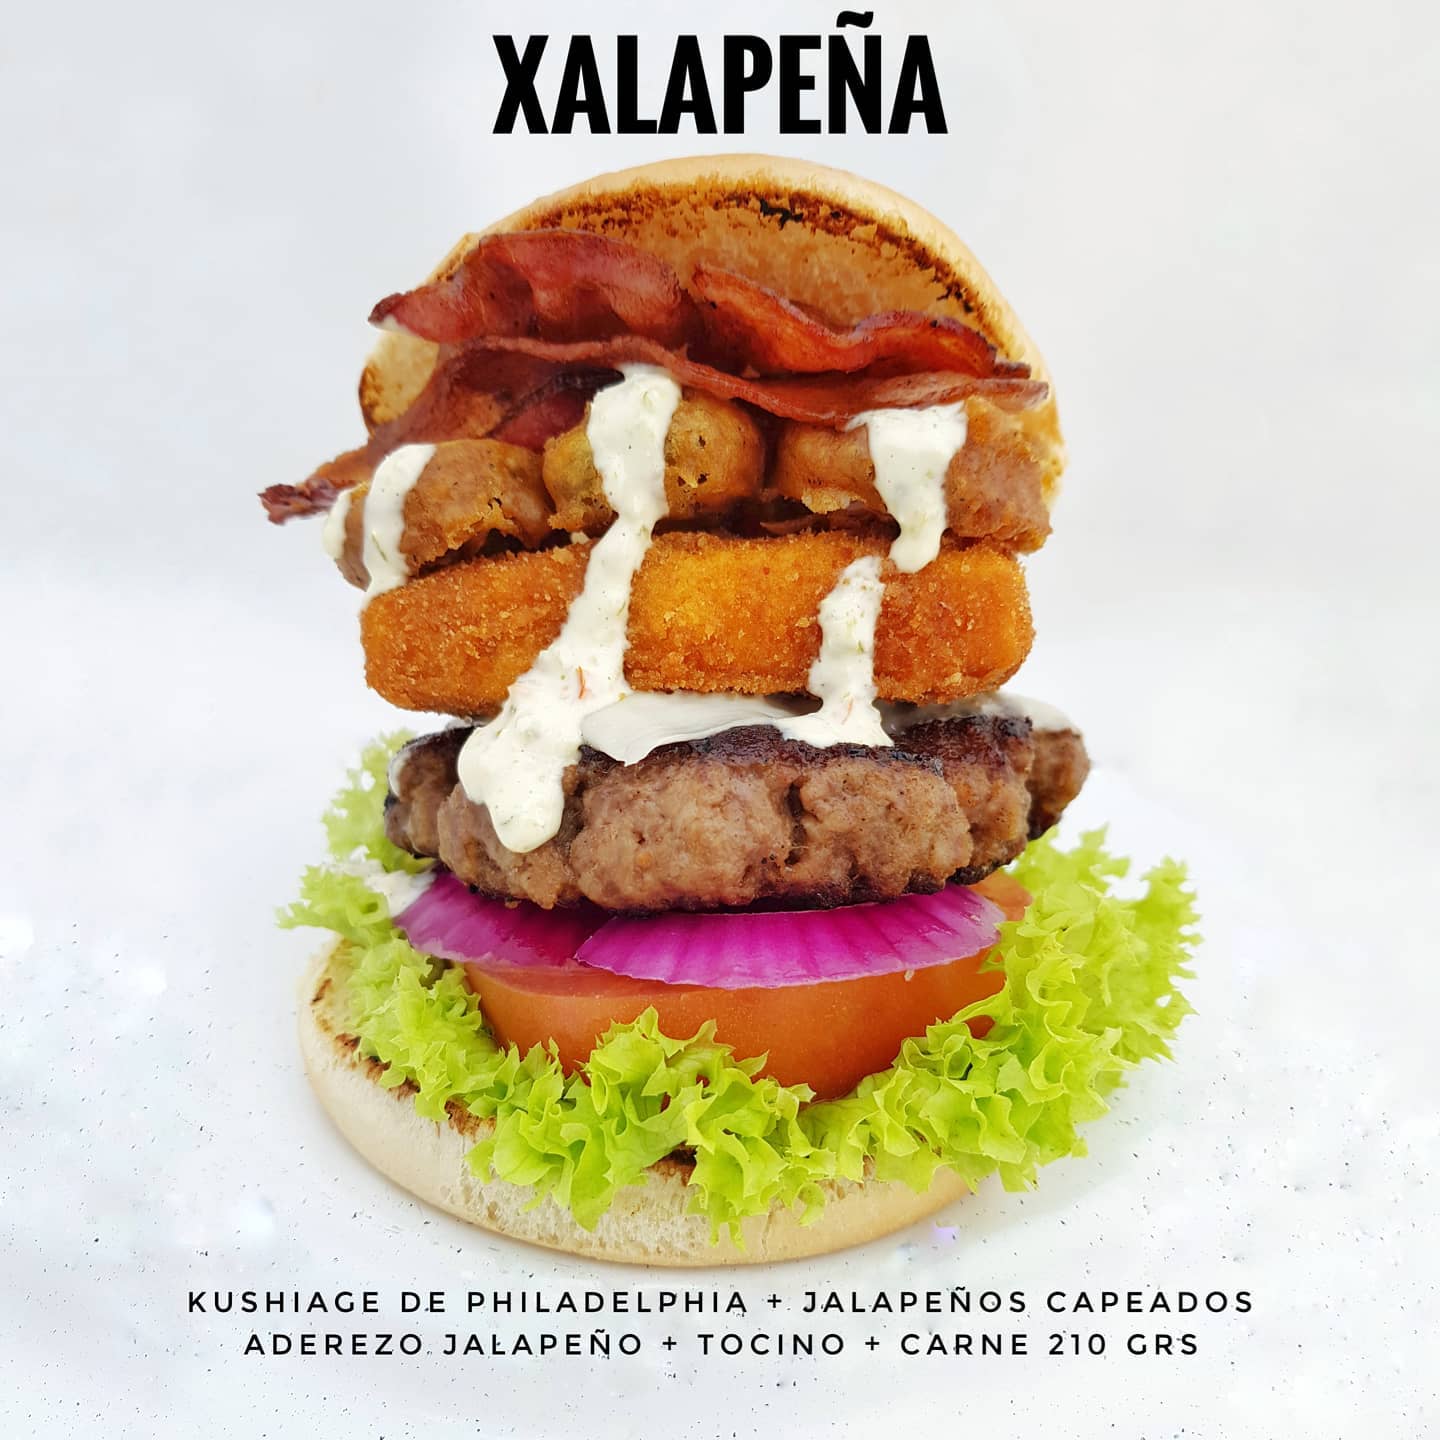 XALAPEÑA
KUSHIAGE DE PHILADELPHIA + JALAPEÑOS CAPEADOS
ADEREZO JALAPEÑO + TOCINO + CARNE 210 GRS